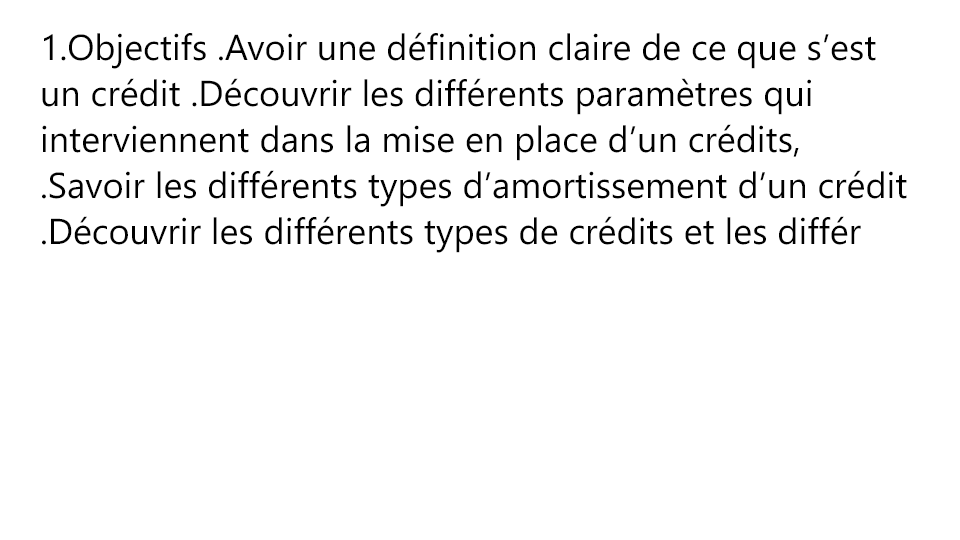 1.Objectifs .Avoir une définition claire de ce que s’est
un crédit .Découvrir les différents paramètres qui
interviennent dans la mise en place d’un crédits,
.Savoir les différents types d’amortissement d’un crédit
.Découvrir les différents types de crédits et les différ